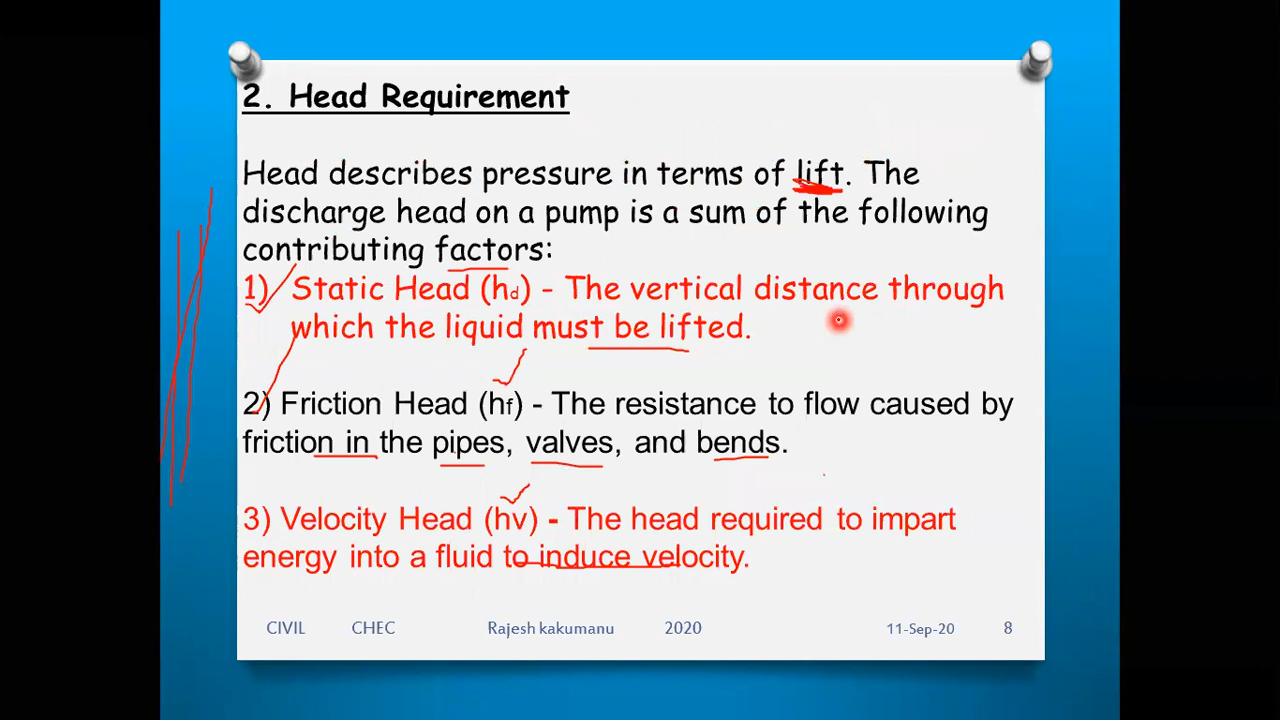 2. Head Requirement
Head describes pressure in terms of lift. The
discharge head on a pump is a sum of the following
contributing factors:
1) Static Head (hd) - The vertical distance through
which the liquid must be lifted.
2) Friction Head (hf) - The resistance to flow caused by
friction in the pipes, valves, and bends.
3) Velocity Head (hv) - The head required to impart
energy into a fluid to induce velocity.
CIVIL CHEC Rajesh kakumanu 2020 11-Sep-20 8